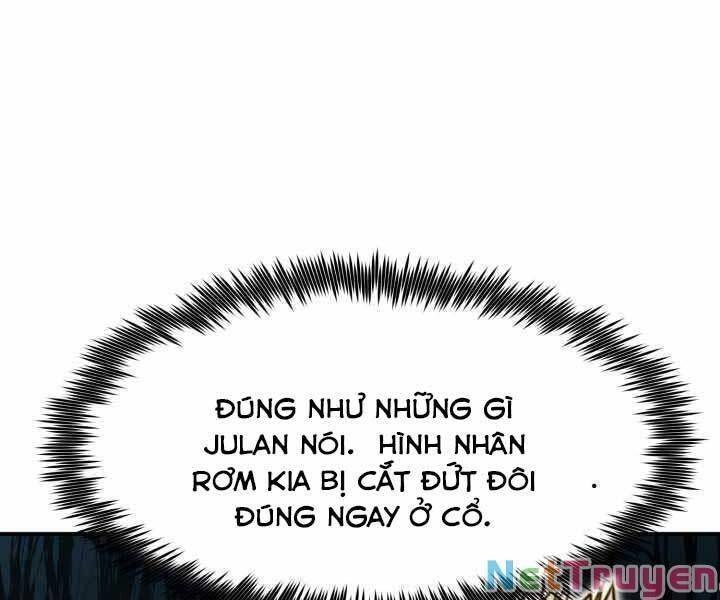 ĐÚNG NHƯ NHỮNG GÌ
JULAN NÓI. HÌNH NHÂN
RƠM KIA BỊ CẮT ĐỨT ĐÔI
ĐÚNG NGAY Ở CỔ.
NetTruyen